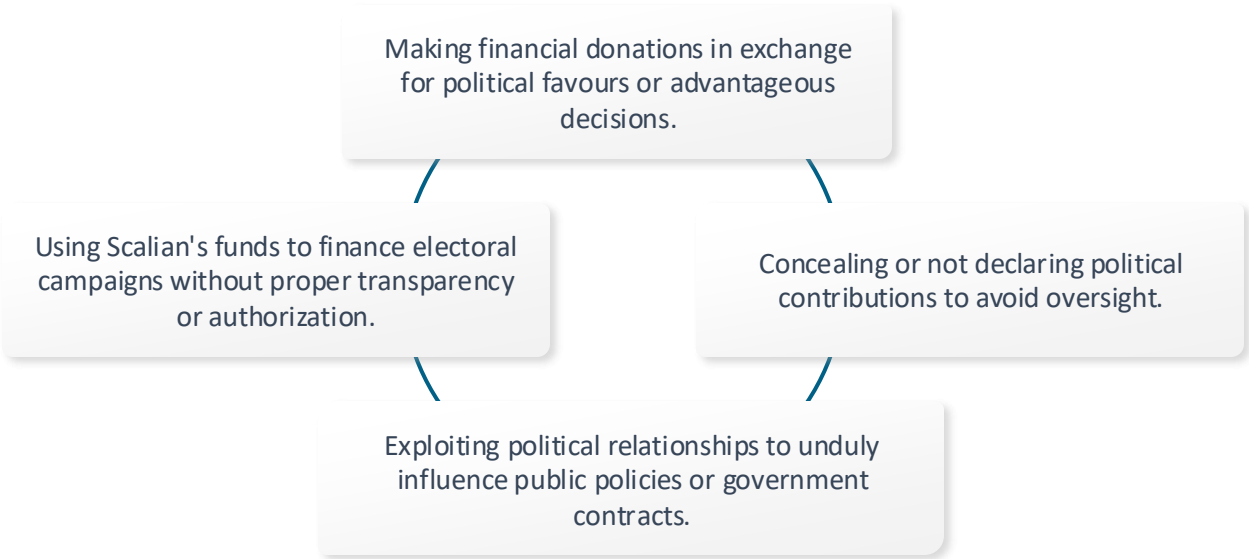 Making financial donations in exchange
for political favours or advantageous
decisions.
Using Scalian's funds to finance electoral
campaigns without proper transparency
or authorization.
Concealing or not declaring political
contributions to avoid oversight.
Exploiting political relationships to unduly
influence public policies or government
contracts.